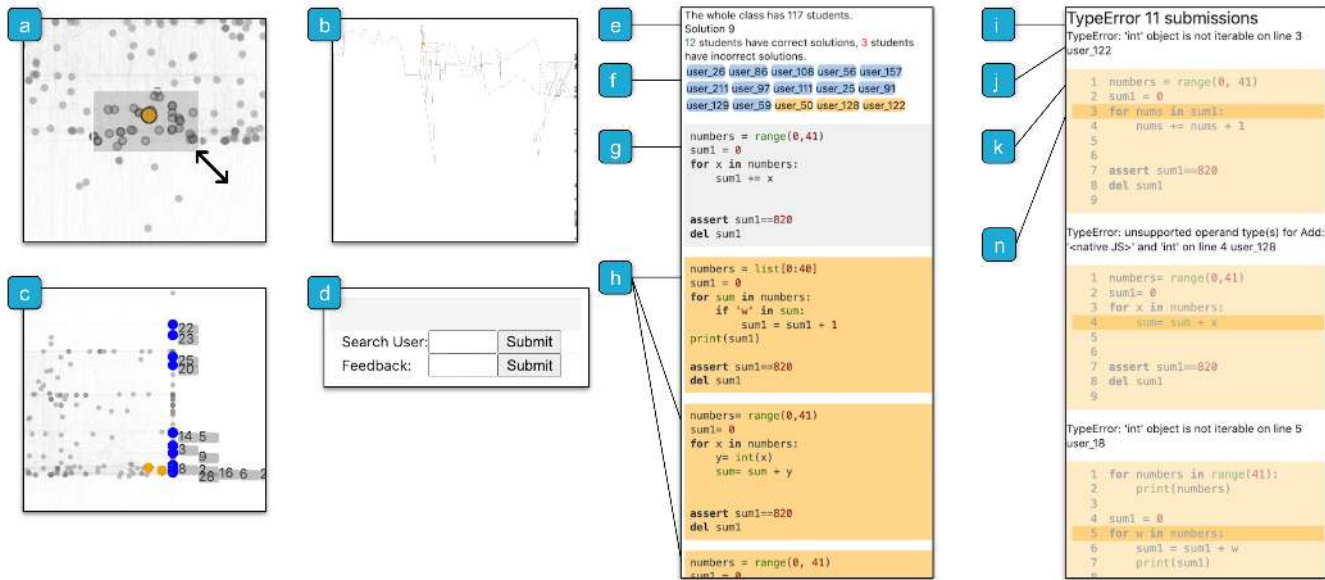 a
b
c
22
23
25
20
14 5
3
9
8 2
28 16 6 2
d
Search User: Submit
Feedback: Submit
e
f
g
h
The whole class has 117 students.
Solution 9
12 students have correct solutions, 3 students
have incorrect solutions.
user_26 user_86 user_108 user_56 user_157
user_211 user_97 user_111 user_25 user_91
user_129 user_59 user_50 user_128 user_122
numbers = range(0,41)
sum1 = 0
for x in numbers:
sum1 += x
assert sum1==820
del sum1
numbers = list[0:40]
sum1 = 0
for sum in numbers:
if 'w' in sum:
sum1 = sum1 + 1
print(sum1)
assert sum1==820
del sum1
numbers= range(0,41)
sum1= 0
for x in numbers:
y= int(x)
sum= sum + y
assert sum1==820
del sum1
numbers = range(0, 41)
sum1 = 0
i
j
k
n
TypeError 11 submissions
TypeError: 'int' object is not iterable on line 3
user_122
1 numbers = range(0, 41)
2 sum1 = 0
3 for nums in sum1:
4 nums += nums + 1
5
6
7 assert sum1==820
8 del sum1
9
TypeError: unsupported operand type(s) for Add:
'<native JS>' and 'int' on line 4 user_128
1 numbers= range(0,41)
2 sum1= 0
3 for x in numbers:
4 sum= sum + x
5
6
7 assert sum1==820
8 del sum1
9
TypeError: 'int' object is not iterable on line 5
user_18
1 for numbers in range(41):
2 print(numbers)
3
4 sum1 = 0
5 for w in numbers:
6 sum1 = sum1 + w
7 print(sum1)